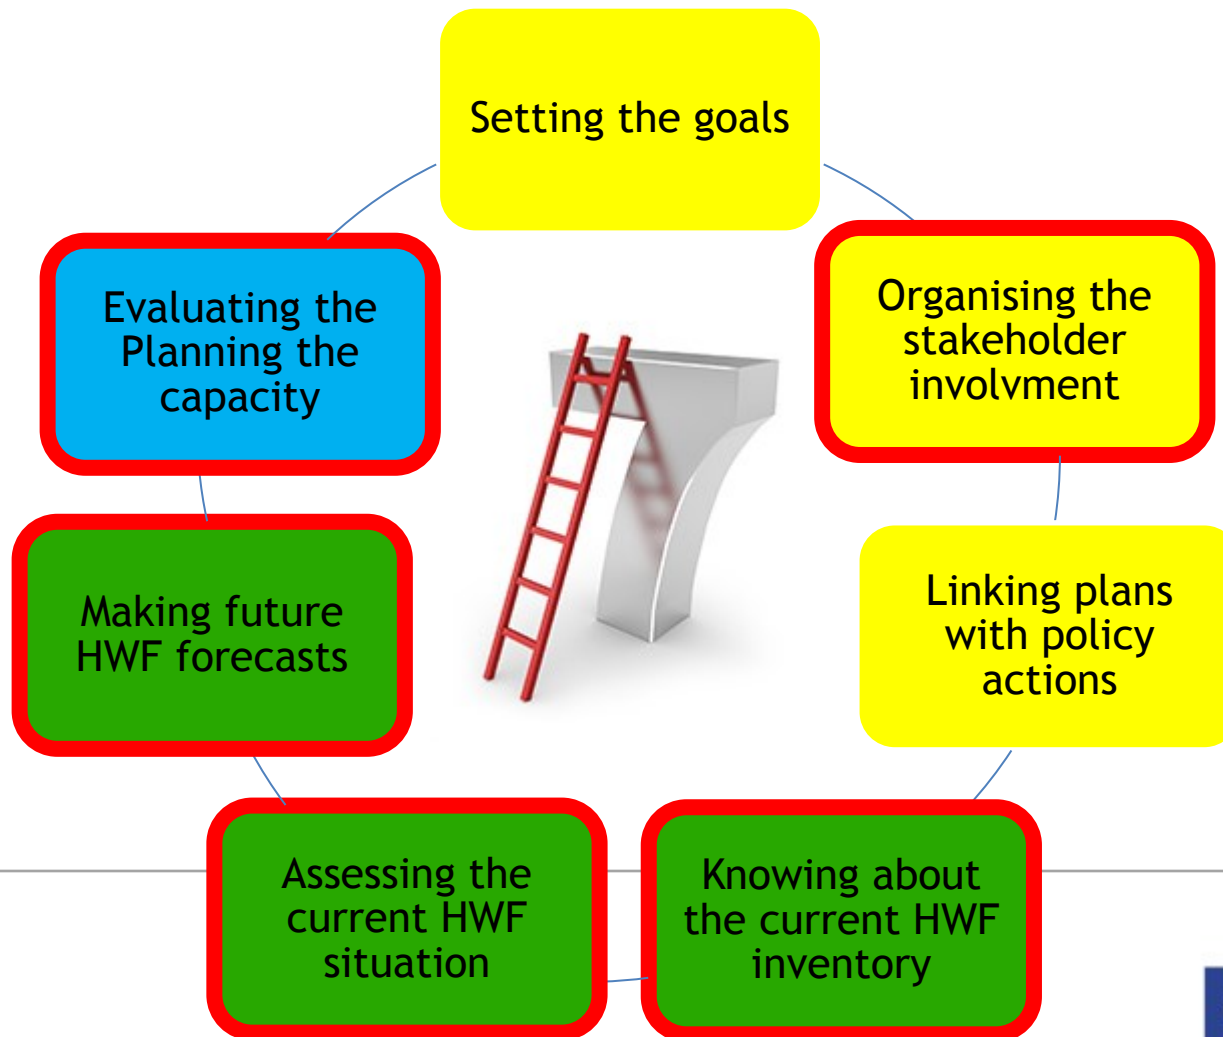 Setting the goals
Organising the
stakeholder
involvment
Linking plans
with policy
actions
Knowing about
the current HWF
inventory
Assessing the
current HWF
situation
Making future
HWF forecasts
Evaluating the
Planning the
capacity